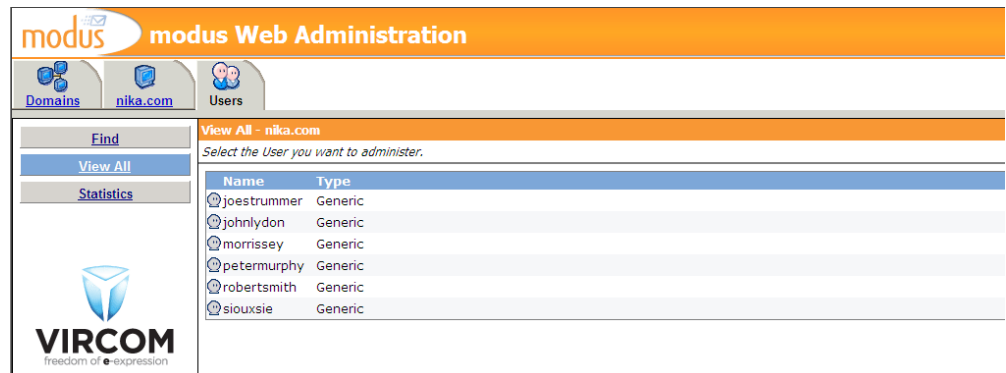 modus modus Web Administration
Domains nika.com Users
Find
View All
Statistics
View All - nika.com
Select the User you want to administer.
Name Type
joestrummer Generic
johnlydon Generic
morrissey Generic
petermurphy Generic
robertsmith Generic
siouxsie Generic
VIRCOM
freedom of e-expression